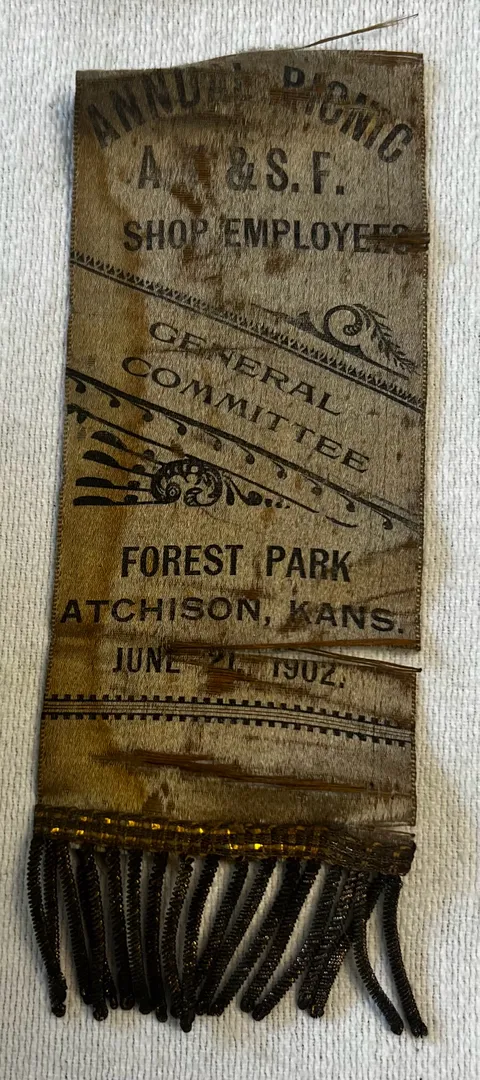 ANNUAL PICNIC
A. T. & S. F.
SHOP EMPLOYEES
GENERAL
COMMITTEE
FOREST PARK
ATCHISON, KANS.
JUNE 21, 1902.